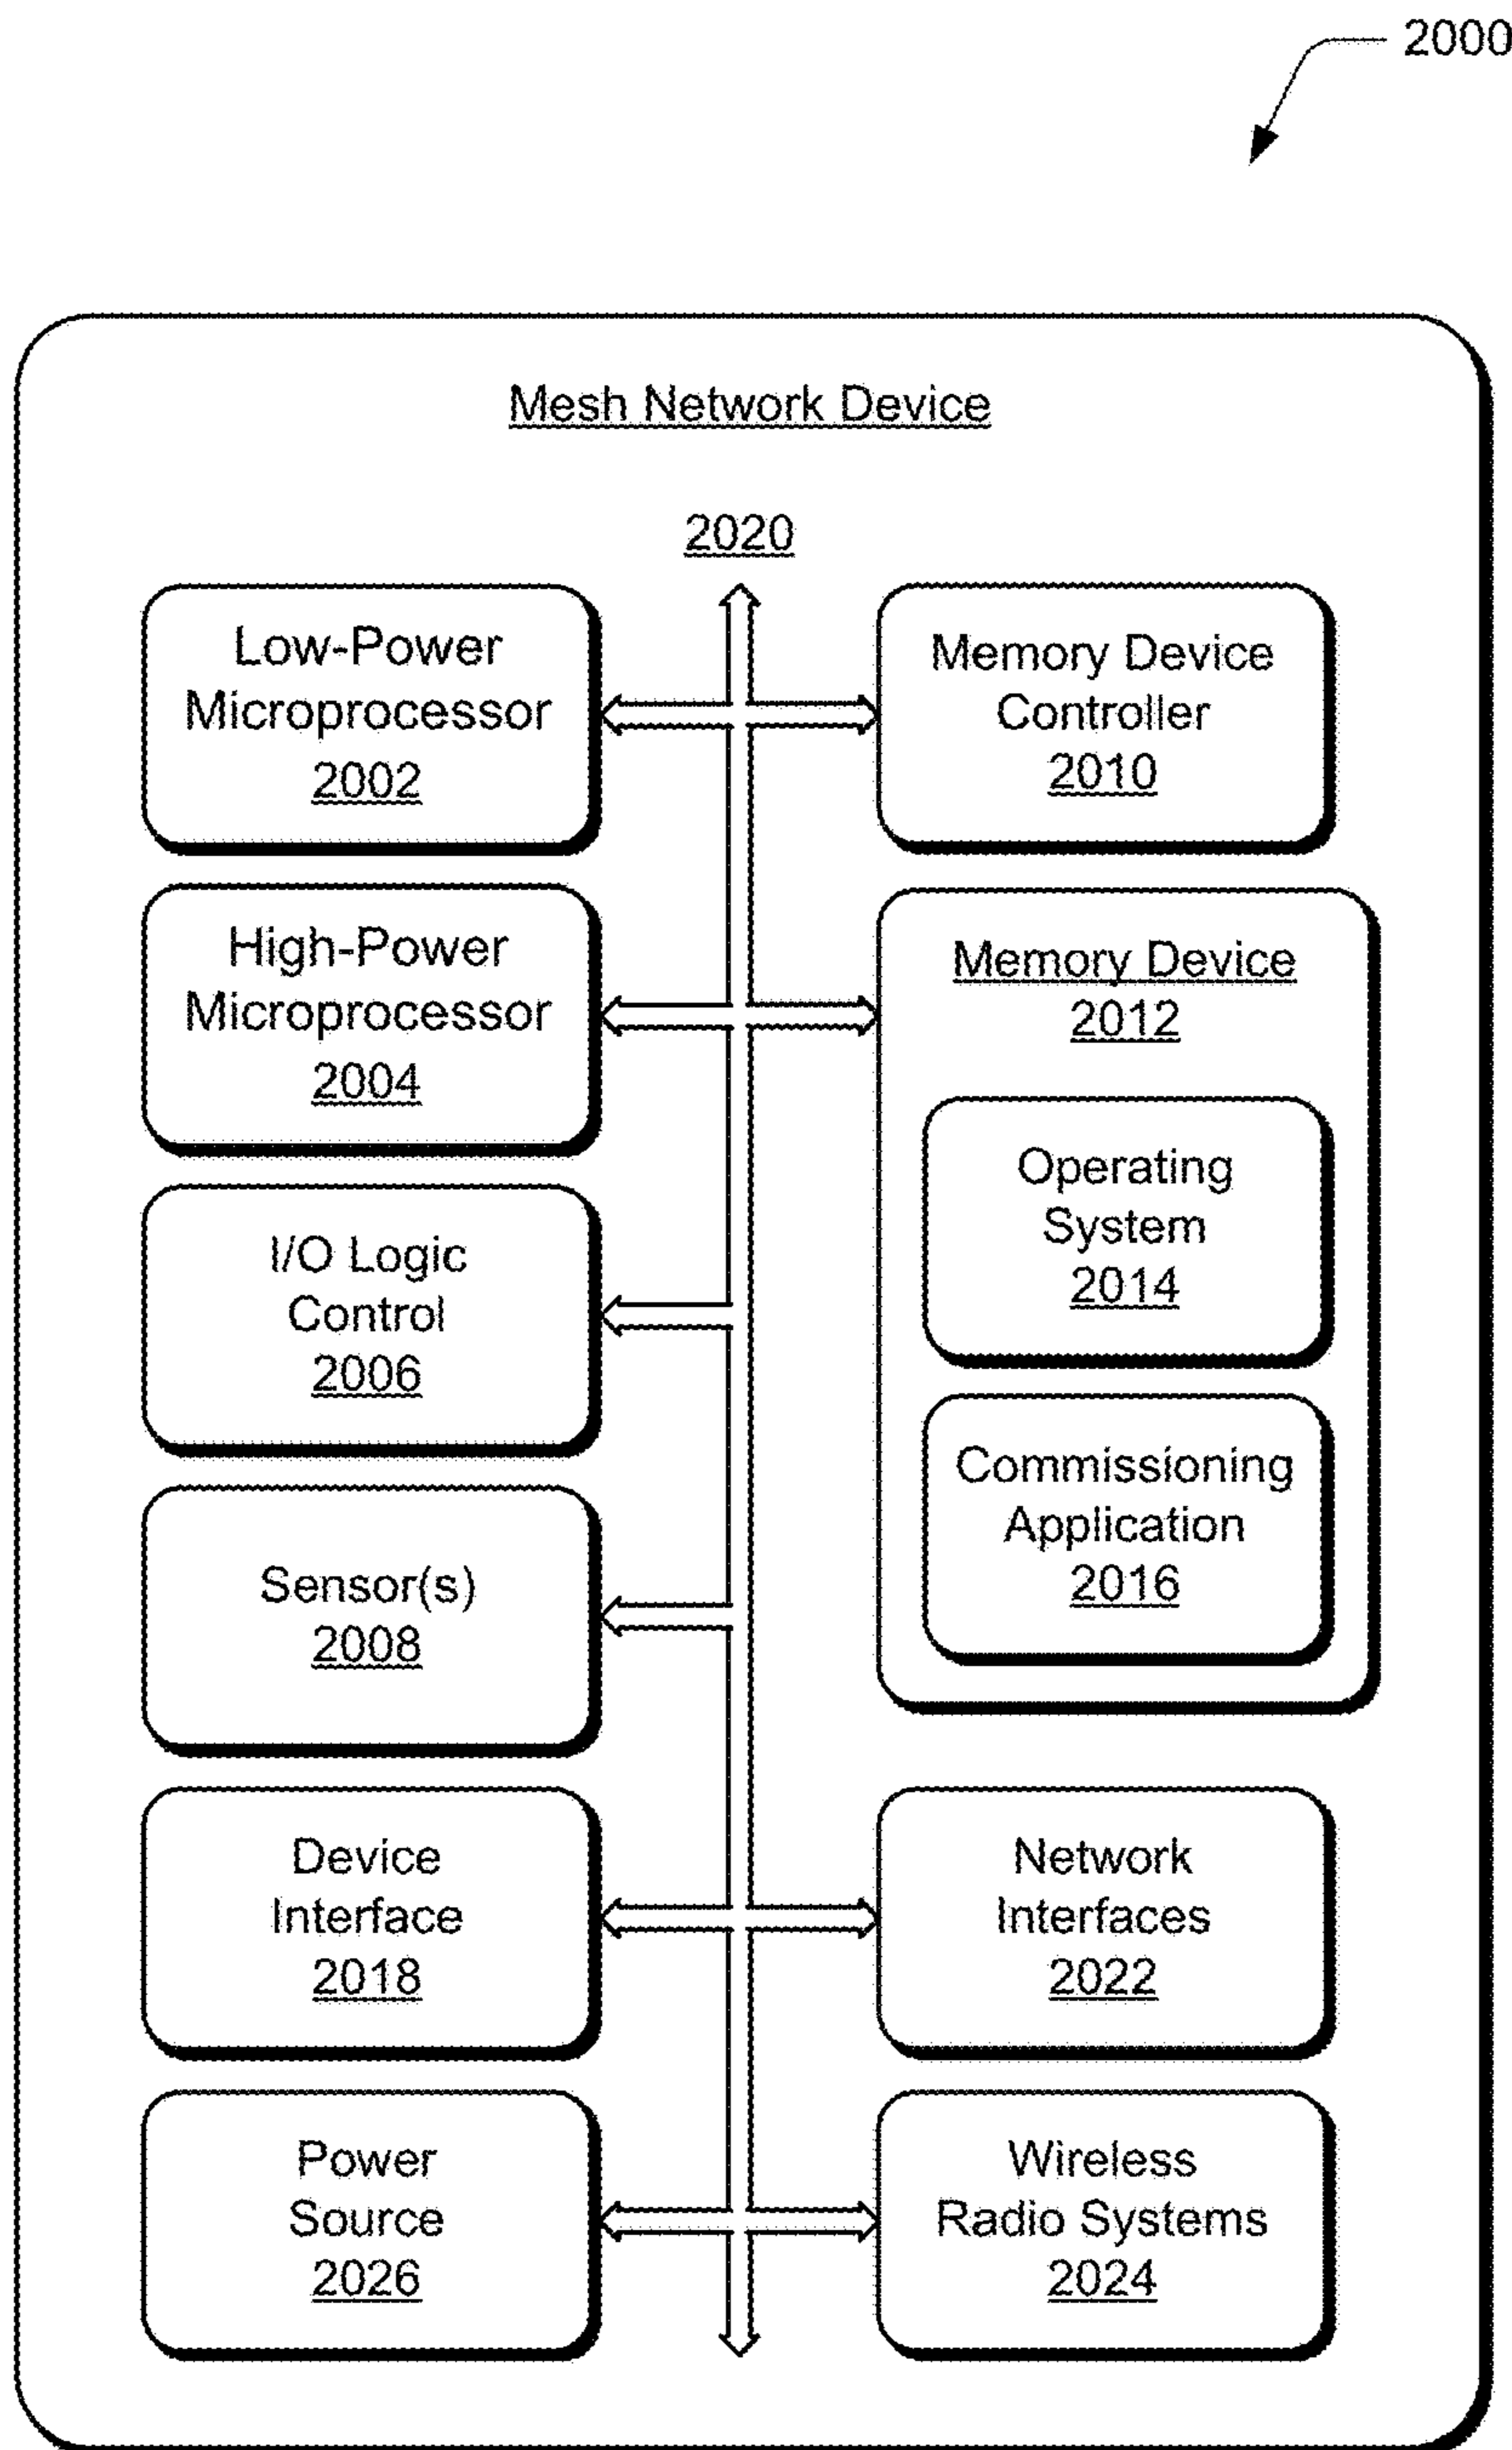 2000
Mesh Network Device
2020
Low-Power
Microprocessor
2002
Memory Device
Controller
2010
High-Power
Microprocessor
2004
Memory Device
2012
Operating
System
2014
I/O Logic
Control
2006
Commissioning
Application
2016
Sensor(s)
2008
Device
Interface
2018
Network
Interfaces
2022
Power
Source
2026
Wireless
Radio Systems
2024